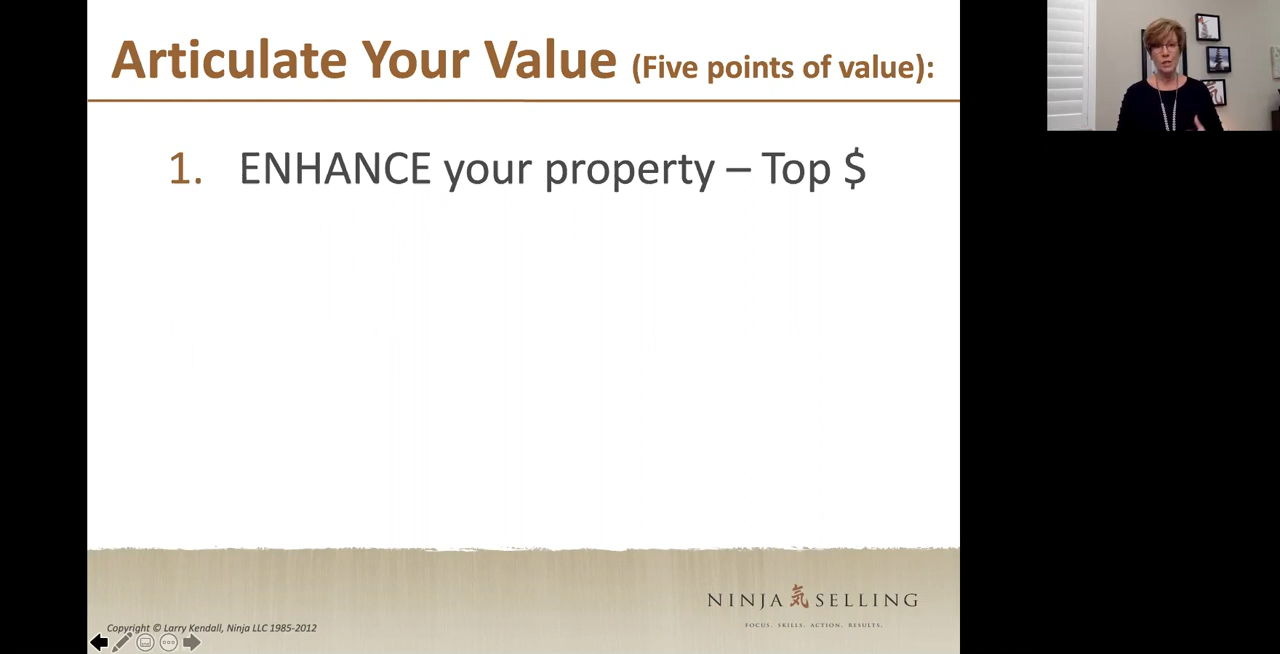 Articulate Your Value (Five points of value):
1. ENHANCE your property – Top $
NINJA 気 SELLING
FOCUS. SKILLS. ACTION. RESULTS.
Copyright © Larry Kendall, Ninja LLC 1985-2012